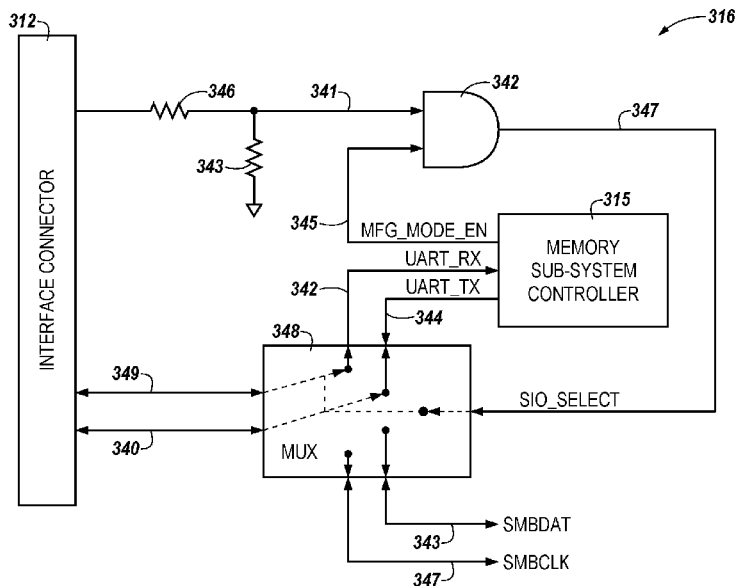 312
316
346
341
342
347
343
345
MFG_MODE_EN
315
MEMORY
SUB-SYSTEM
CONTROLLER
INTERFACE CONNECTOR
UART_RX
UART_TX
342
344
348
349
340
SIO_SELECT
MUX
343
SMBDAT
347
SMBCLK